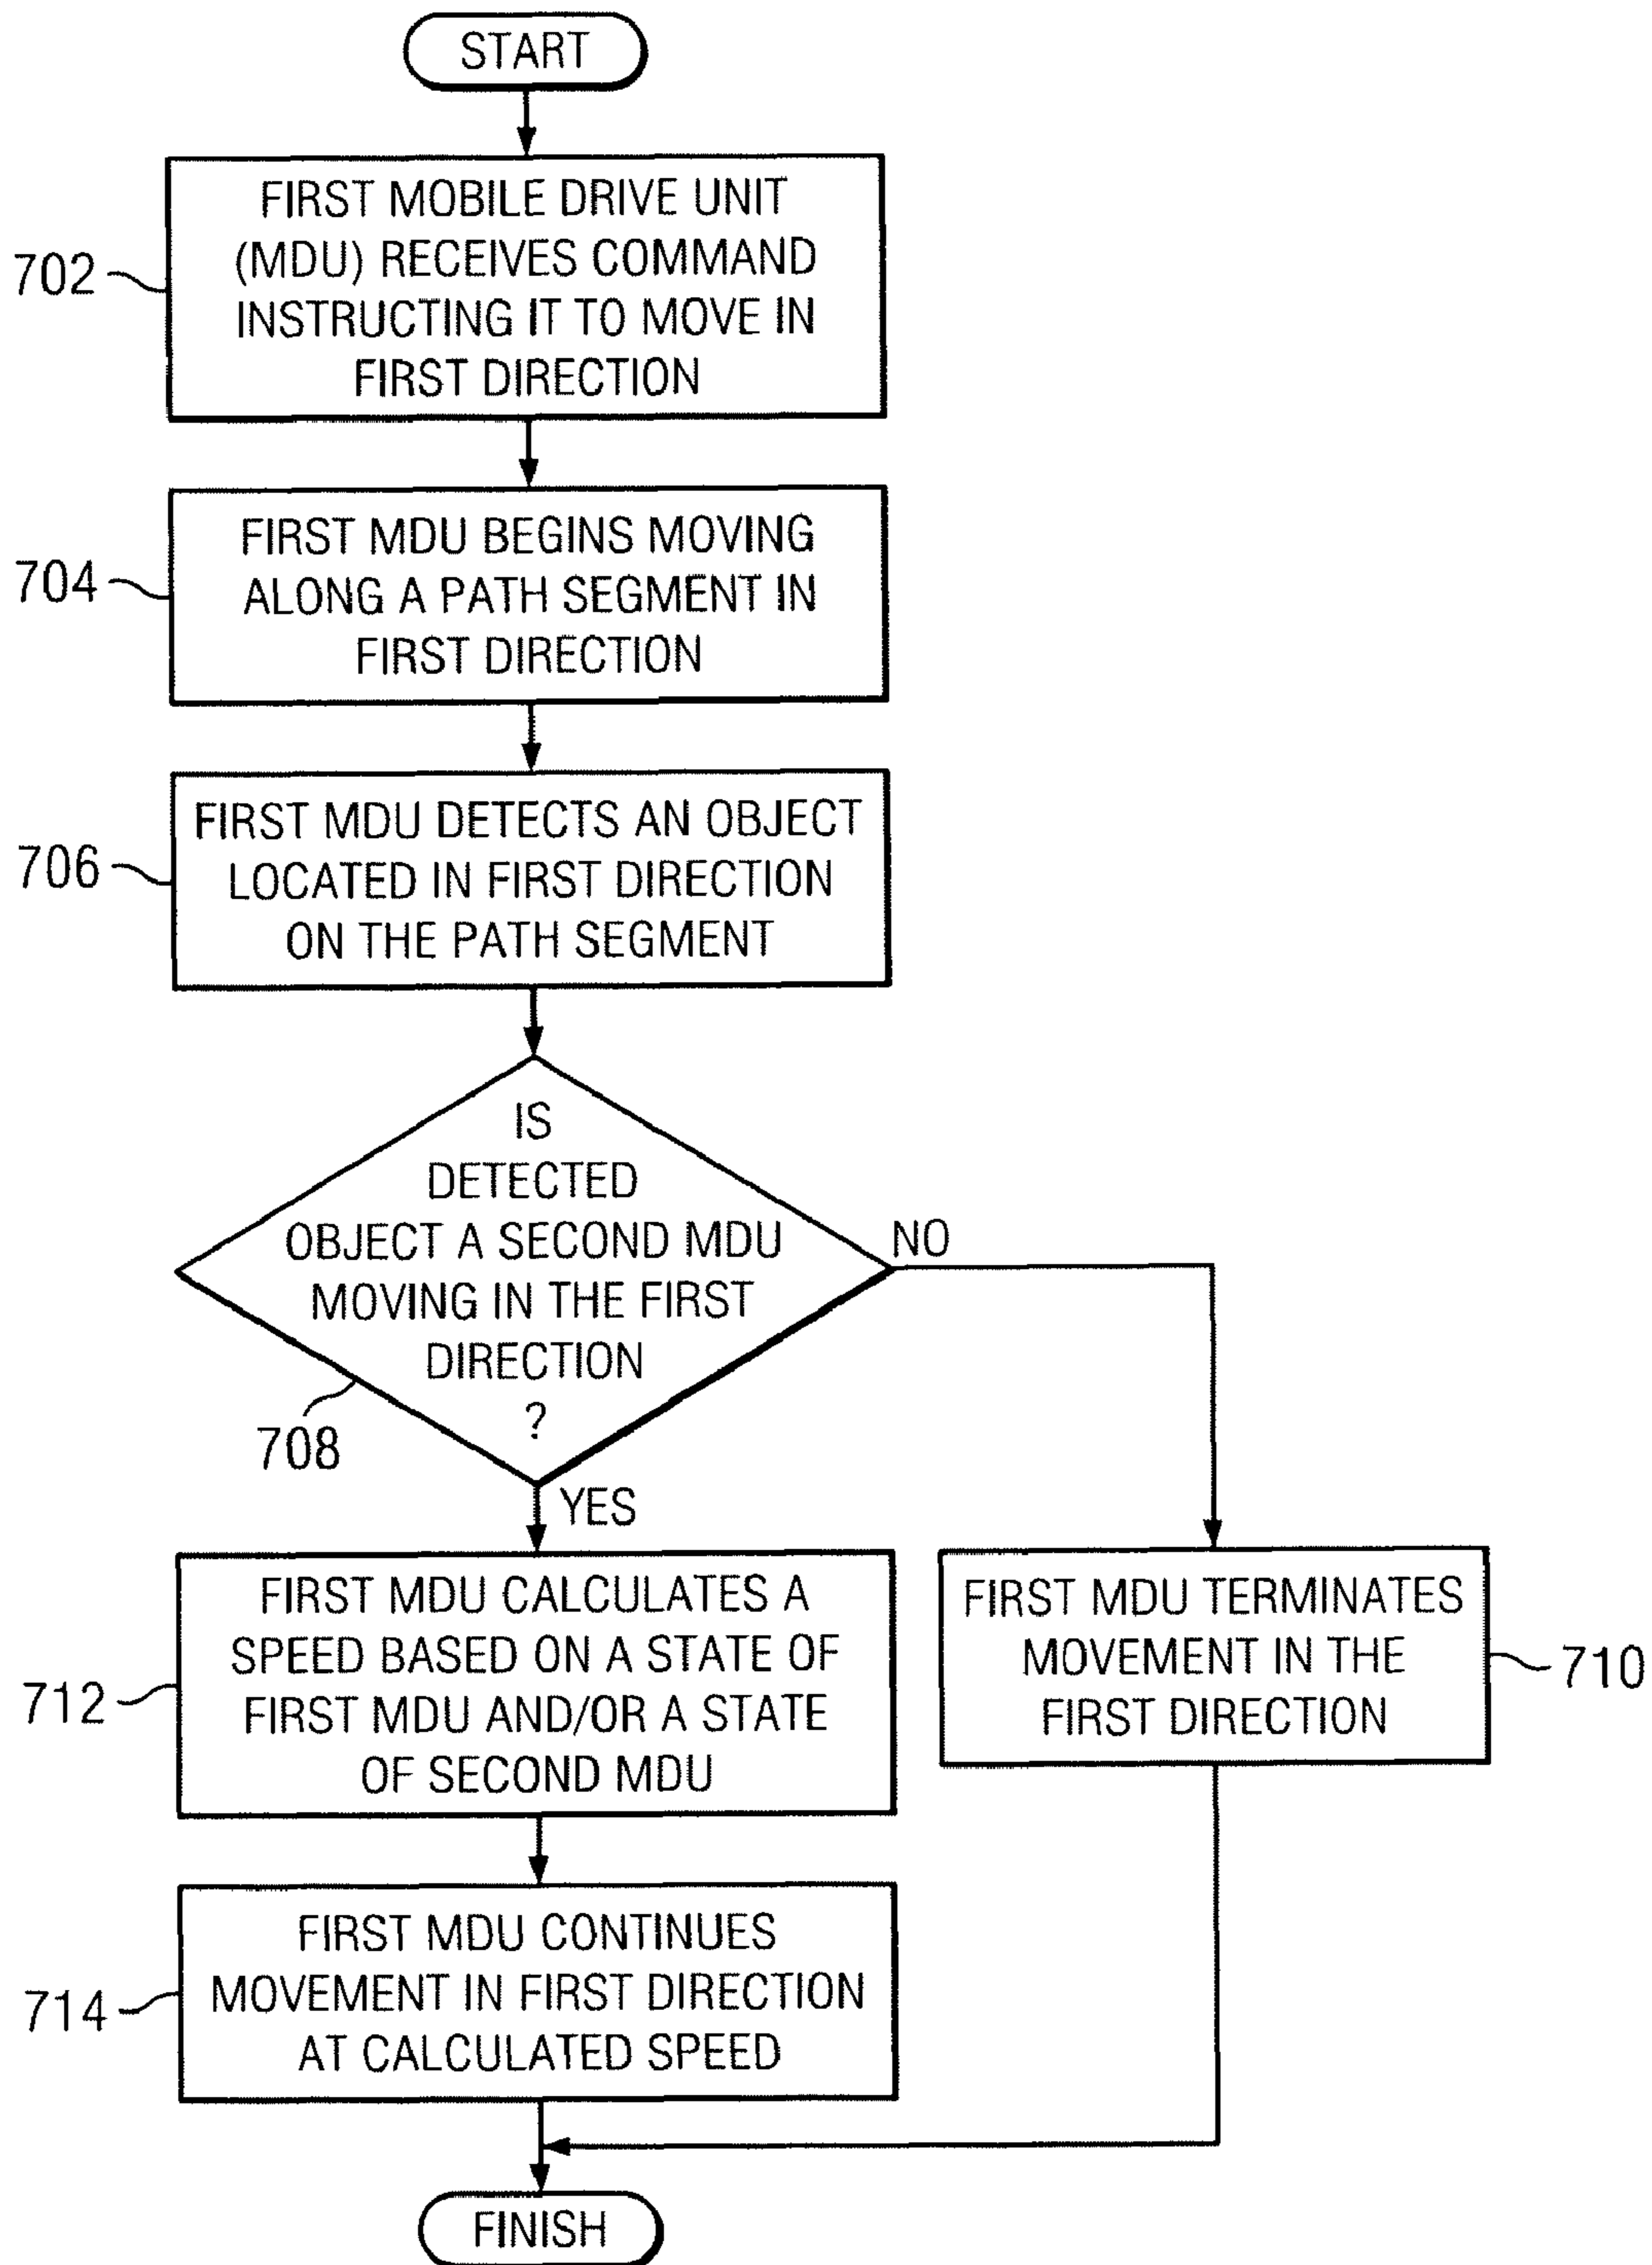 START
702
FIRST MOBILE DRIVE UNIT
(MDU) RECEIVES COMMAND
INSTRUCTING IT TO MOVE IN
FIRST DIRECTION
704
FIRST MDU BEGINS MOVING
ALONG A PATH SEGMENT IN
FIRST DIRECTION
706
FIRST MDU DETECTS AN OBJECT
LOCATED IN FIRST DIRECTION
ON THE PATH SEGMENT
IS
DETECTED
OBJECT A SECOND MDU
MOVING IN THE FIRST
DIRECTION
?
708
NO
YES
712
FIRST MDU CALCULATES A
SPEED BASED ON A STATE OF
FIRST MDU AND/OR A STATE
OF SECOND MDU
FIRST MDU TERMINATES
MOVEMENT IN THE
FIRST DIRECTION
710
714
FIRST MDU CONTINUES
MOVEMENT IN FIRST DIRECTION
AT CALCULATED SPEED
FINISH